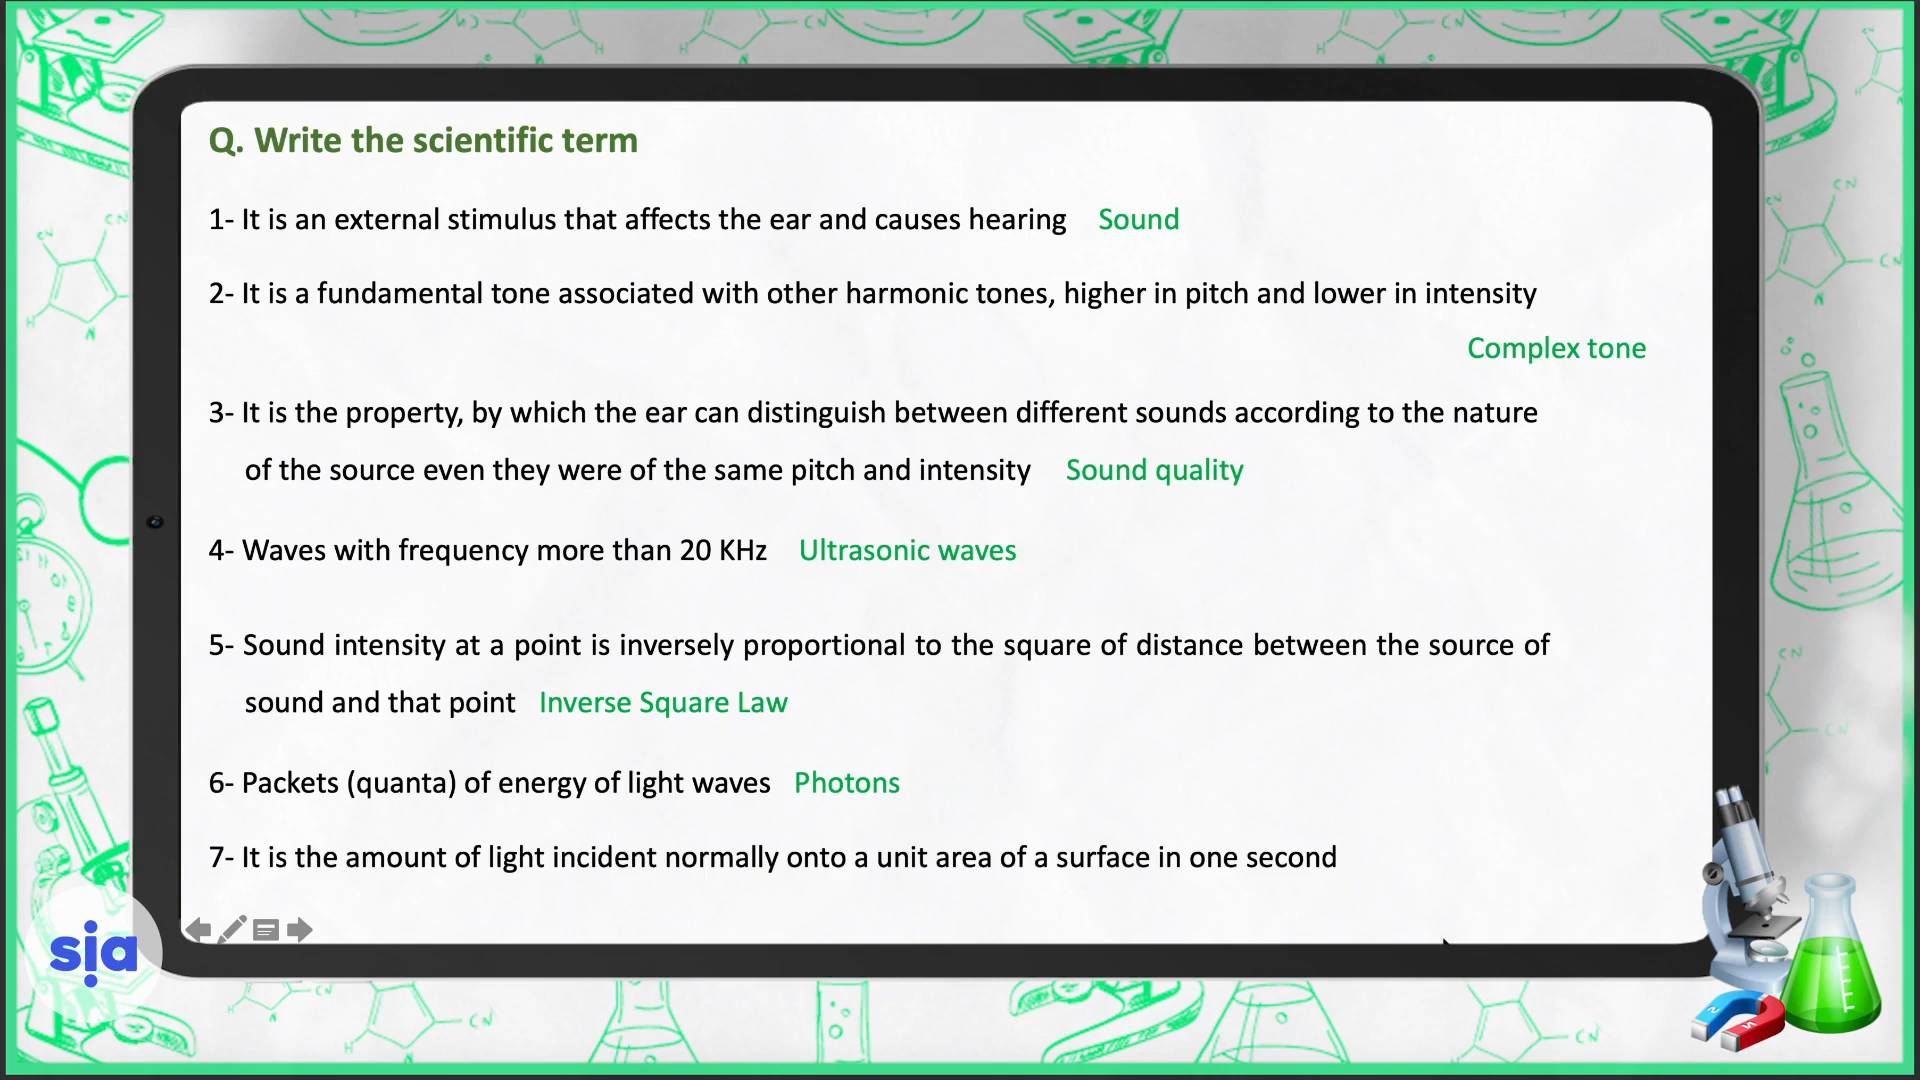 Q. Write the scientific term
1- It is an external stimulus that affects the ear and causes hearing Sound
2- It is a fundamental tone associated with other harmonic tones, higher in pitch and lower in intensity
Complex tone
3- It is the property, by which the ear can distinguish between different sounds according to the nature
of the source even they were of the same pitch and intensity Sound quality
4- Waves with frequency more than 20 KHz Ultrasonic waves
5- Sound intensity at a point is inversely proportional to the square of distance between the source of
sound and that point Inverse Square Law
6- Packets (quanta) of energy of light waves Photons
7- It is the amount of light incident normally onto a unit area of a surface in one second
sia